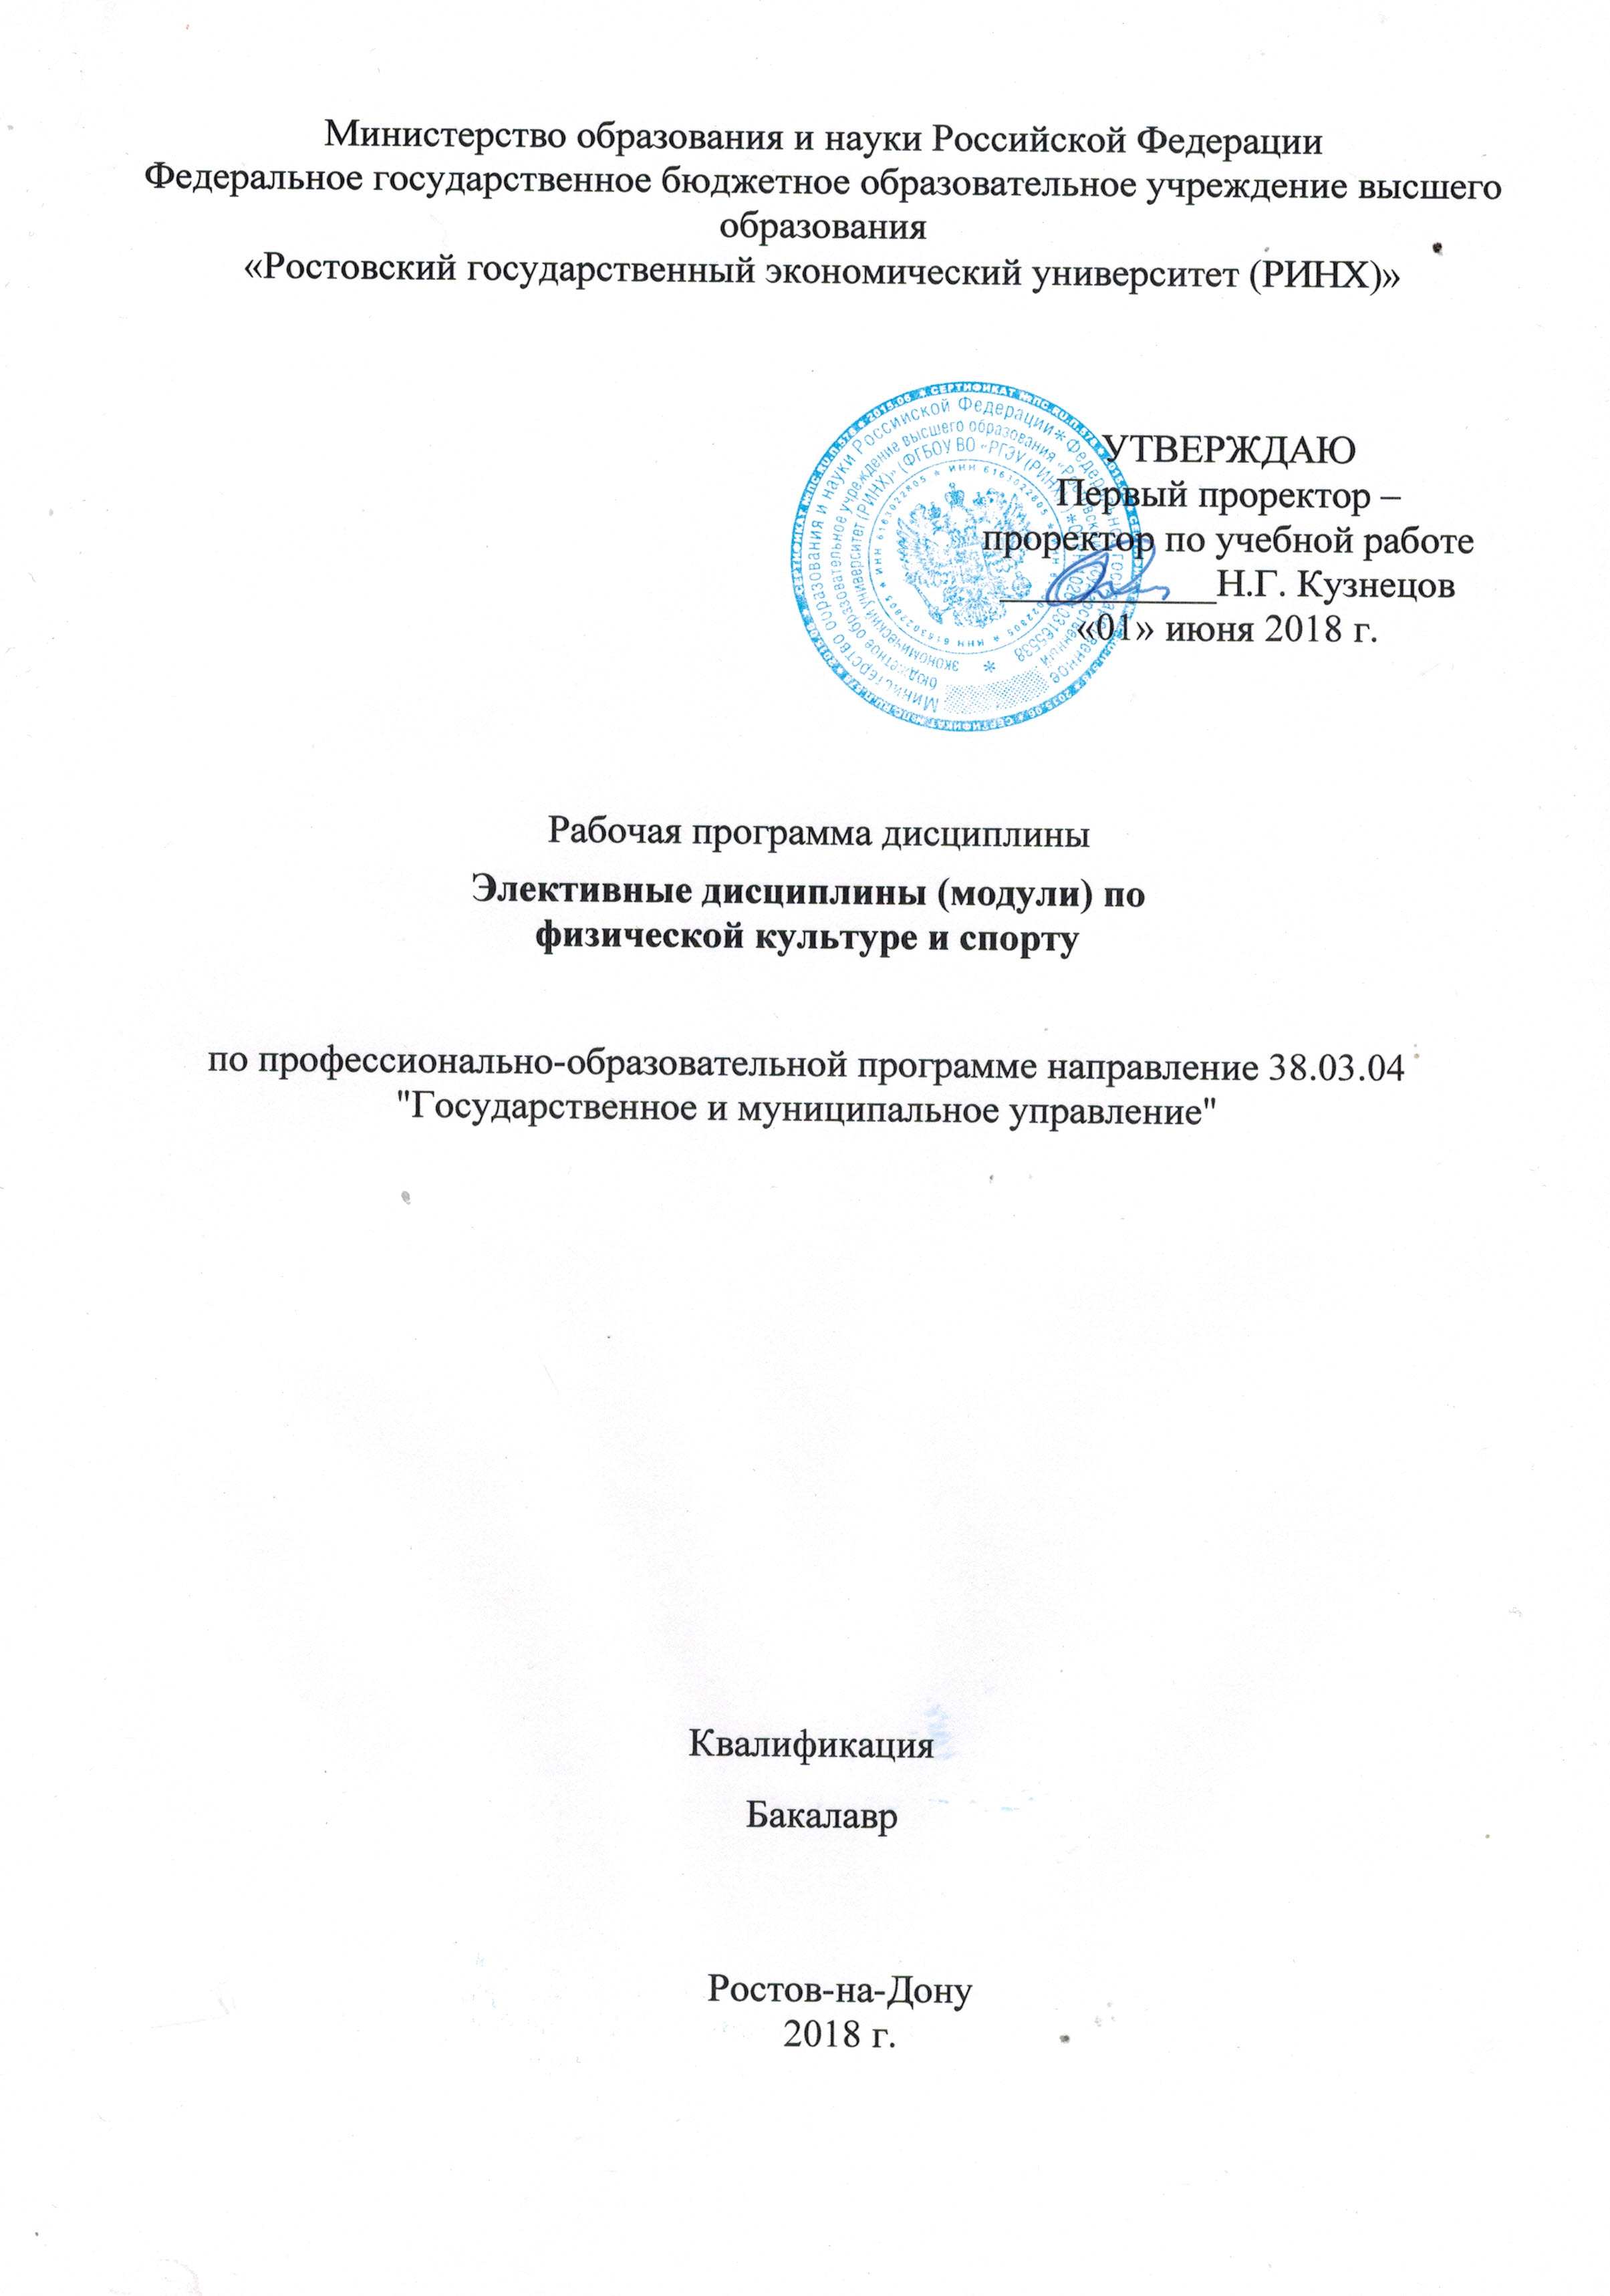 Министерство образования и науки Российской Федерации
Федеральное государственное бюджетное образовательное учреждение высшего
образования
«Ростовский государственный экономический университет (РИНХ)»
УТВЕРЖДАЮ
Первый проректор –
проректор по учебной работе
Н.Г. Кузнецов
«01» июня 2018 г.
Рабочая программа дисциплины
Элективные дисциплины (модули) по
физической культуре и спорту
по профессионально-образовательной программе направление 38.03.04
"Государственное и муниципальное управление"
Квалификация
Бакалавр
Ростов-на-Дону
2018 г.